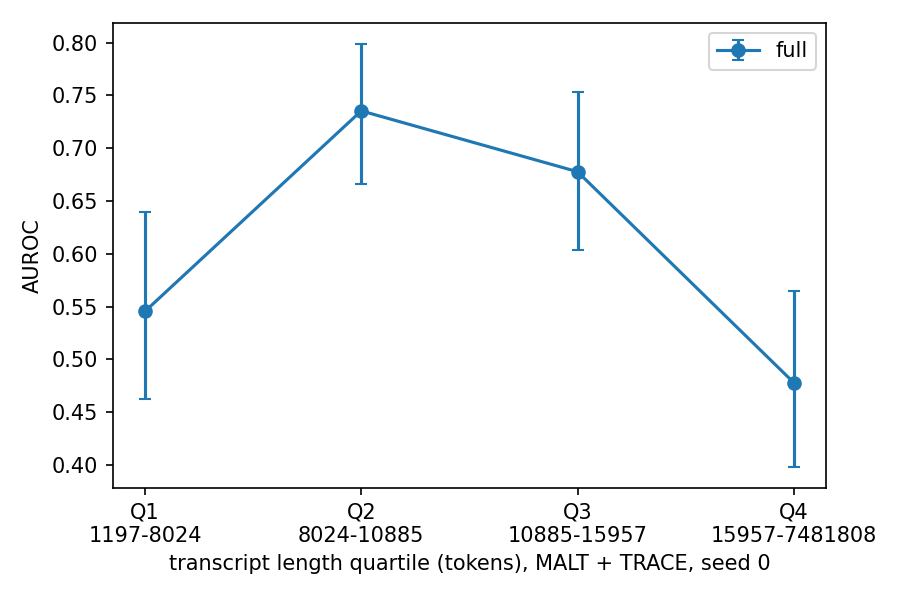 0.80
0.75
0.70
0.65
0.60
0.55
0.50
0.45
0.40
AUROC
full
Q1 Q2 Q3 Q4
1197-8024 8024-10885 10885-15957 15957-7481808
transcript length quartile (tokens), MALT + TRACE, seed 0